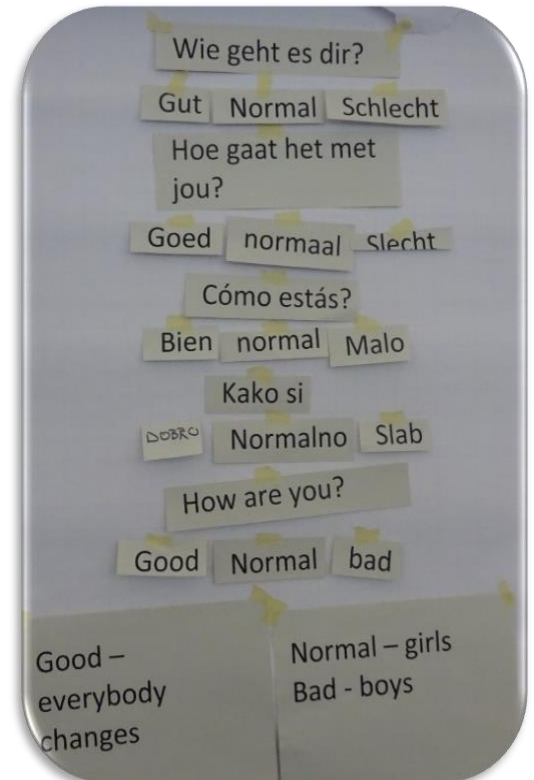 Wie geht es dir?
Gut Normal Schlecht
Hoe gaat het met
jou?
Goed normaal Slecht
Cómo estás?
Bien normal Malo
Kako si
DOBRO Normalno Slab
How are you?
Good Normal bad
Good –
everybody
changes
Normal – girls
Bad - boys